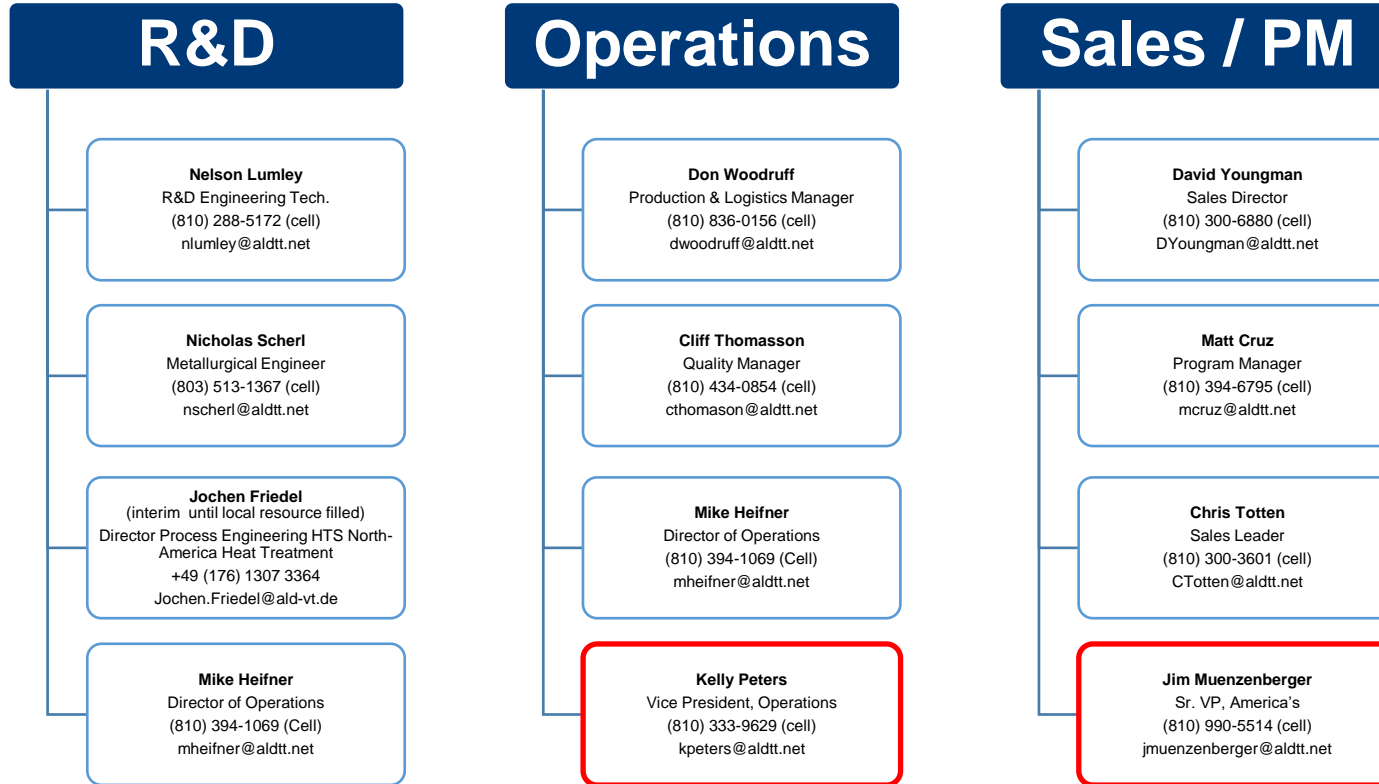 R&D
Nelson Lumley
R&D Engineering Tech.
(810) 288-5172 (cell)
nlumley@aldtt.net
Nicholas Scherl
Metallurgical Engineer
(803) 513-1367 (cell)
nscherl@aldtt.net
Jochen Friedel
(interim until local resource filled)
Director Process Engineering HTS North-
America Heat Treatment
+49 (176) 1307 3364
Jochen.Friedel@ald-vt.de
Mike Heifner
Director of Operations
(810) 394-1069 (Cell)
mheifner@aldtt.net
Operations
Don Woodruff
Production & Logistics Manager
(810) 836-0156 (cell)
dwoodruff@aldtt.net
Cliff Thomasson
Quality Manager
(810) 434-0854 (cell)
cthomason@aldtt.net
Mike Heifner
Director of Operations
(810) 394-1069 (Cell)
mheifner@aldtt.net
Kelly Peters
Vice President, Operations
(810) 333-9629 (cell)
kpeters@aldtt.net
Sales / PM
David Youngman
Sales Director
(810) 300-6880 (cell)
DYoungman@aldtt.net
Matt Cruz
Program Manager
(810) 394-6795 (cell)
mcruz@aldtt.net
Chris Totten
Sales Leader
(810) 300-3601 (cell)
CTotten@aldtt.net
Jim Muenzenberger
Sr. VP, America’s
(810) 990-5514 (cell)
jmuenzenberger@aldtt.net